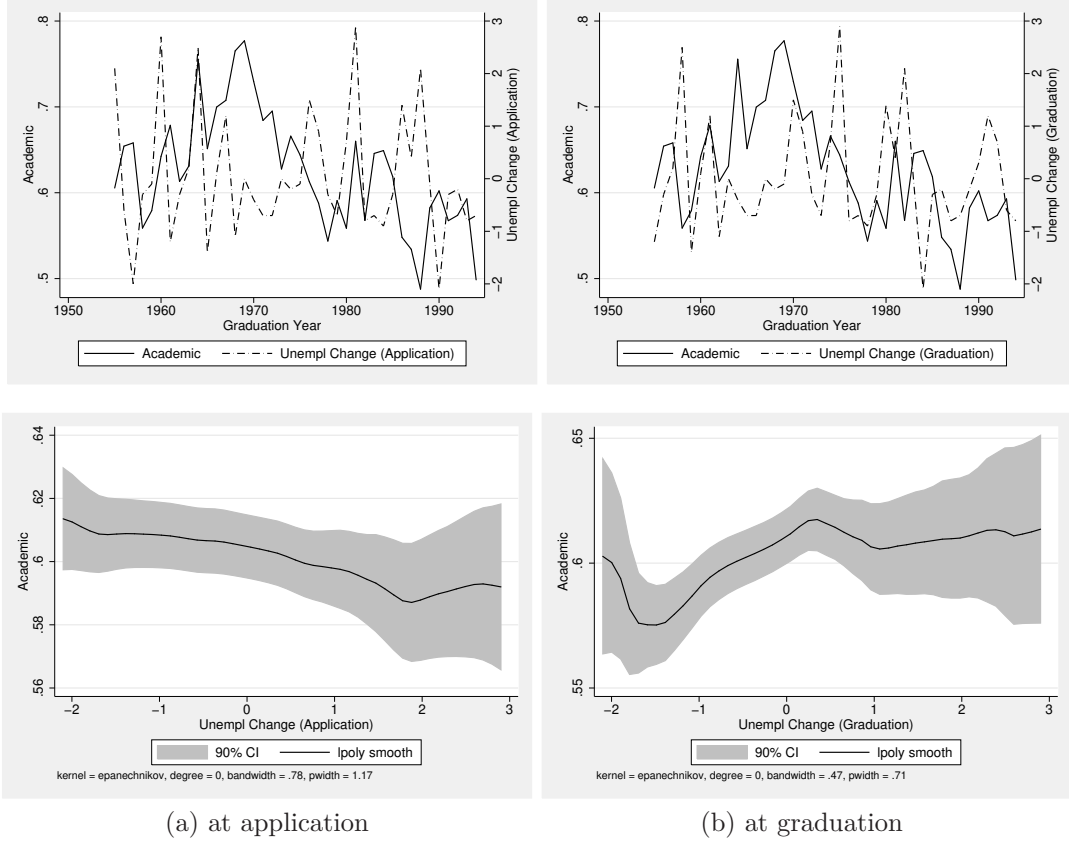 .8
.7
.6
.5
Academic
3
2
1
0
−1
−2
Unempl Change (Application)
1950 1960 1970 1980 1990
Graduation Year
Academic Unempl Change (Application)
.8
.7
.6
.5
Academic
3
2
1
0
−1
−2
Unempl Change (Graduation)
1950 1960 1970 1980 1990
Graduation Year
Academic Unempl Change (Graduation)
.64
.62
.6
.58
.56
Academic
−2 −1 0 1 2 3
Unempl Change (Application)
90% CI lpoly smooth
kernel = epanechnikov, degree = 0, bandwidth = .78, pwidth = 1.17
.65
.6
.55
Academic
−2 −1 0 1 2 3
Unempl Change (Graduation)
90% CI lpoly smooth
kernel = epanechnikov, degree = 0, bandwidth = .47, pwidth = .71
(a) at application
(b) at graduation